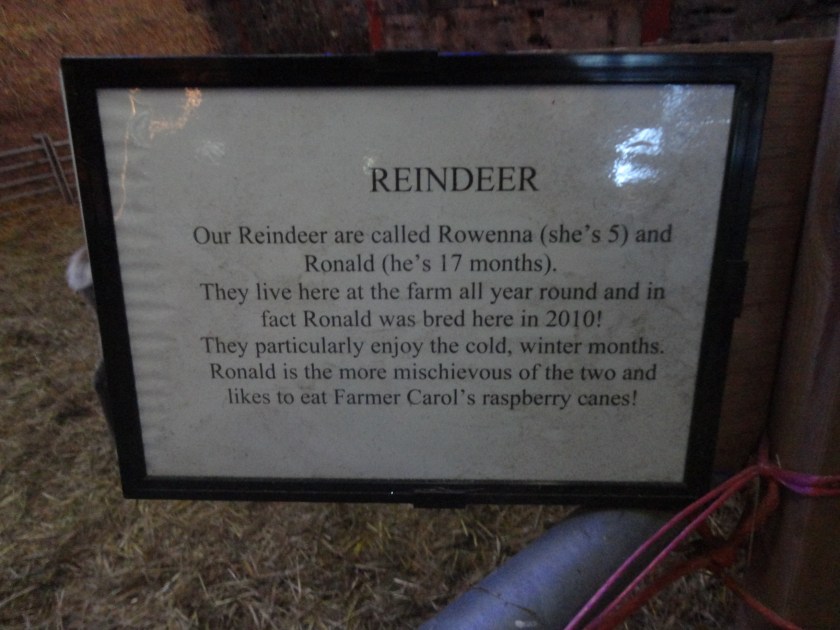 REINDEER
Our Reindeer are called Rowenna (she's 5) and
Ronald (he's 17 months).
They live here at the farm all year round and in
fact Ronald was bred here in 2010!
They particularly enjoy the cold, winter months.
Ronald is the more mischievous of the two and
likes to eat Farmer Carol's raspberry canes!